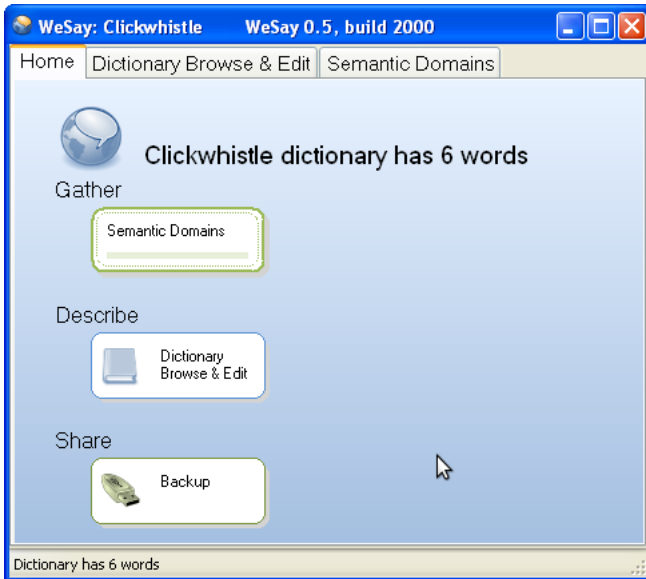 WeSay: Clickwhistle WeSay 0.5, build 2000
Home Dictionary Browse & Edit Semantic Domains
Clickwhistle dictionary has 6 words
Gather
Semantic Domains
Describe
Dictionary
Browse & Edit
Share
Backup
Dictionary has 6 words